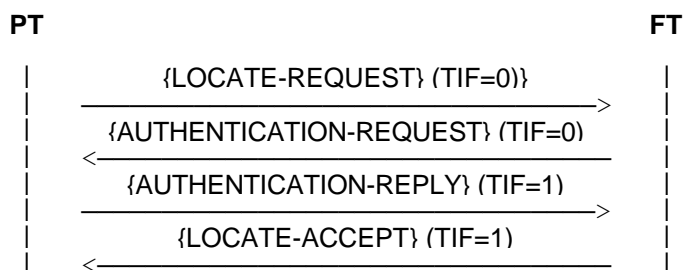 PT FT
{LOCATE-REQUEST} (TIF=0)}
{AUTHENTICATION-REQUEST} (TIF=0)
{AUTHENTICATION-REPLY} (TIF=1)
{LOCATE-ACCEPT} (TIF=1)